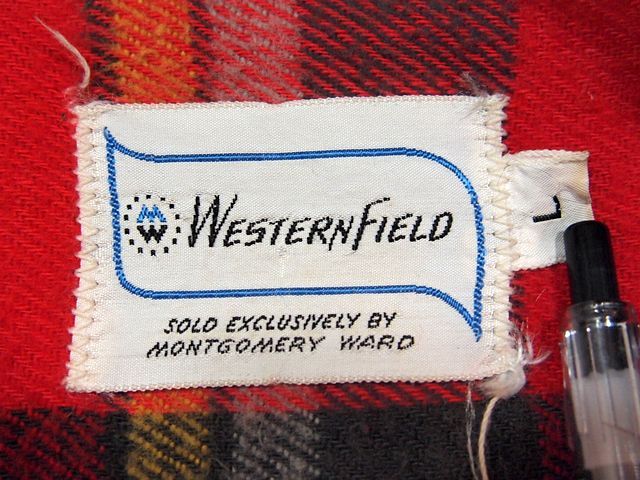 M
W
WESTERNFIELD
L
SOLD EXCLUSIVELY BY
MONTGOMERY WARD